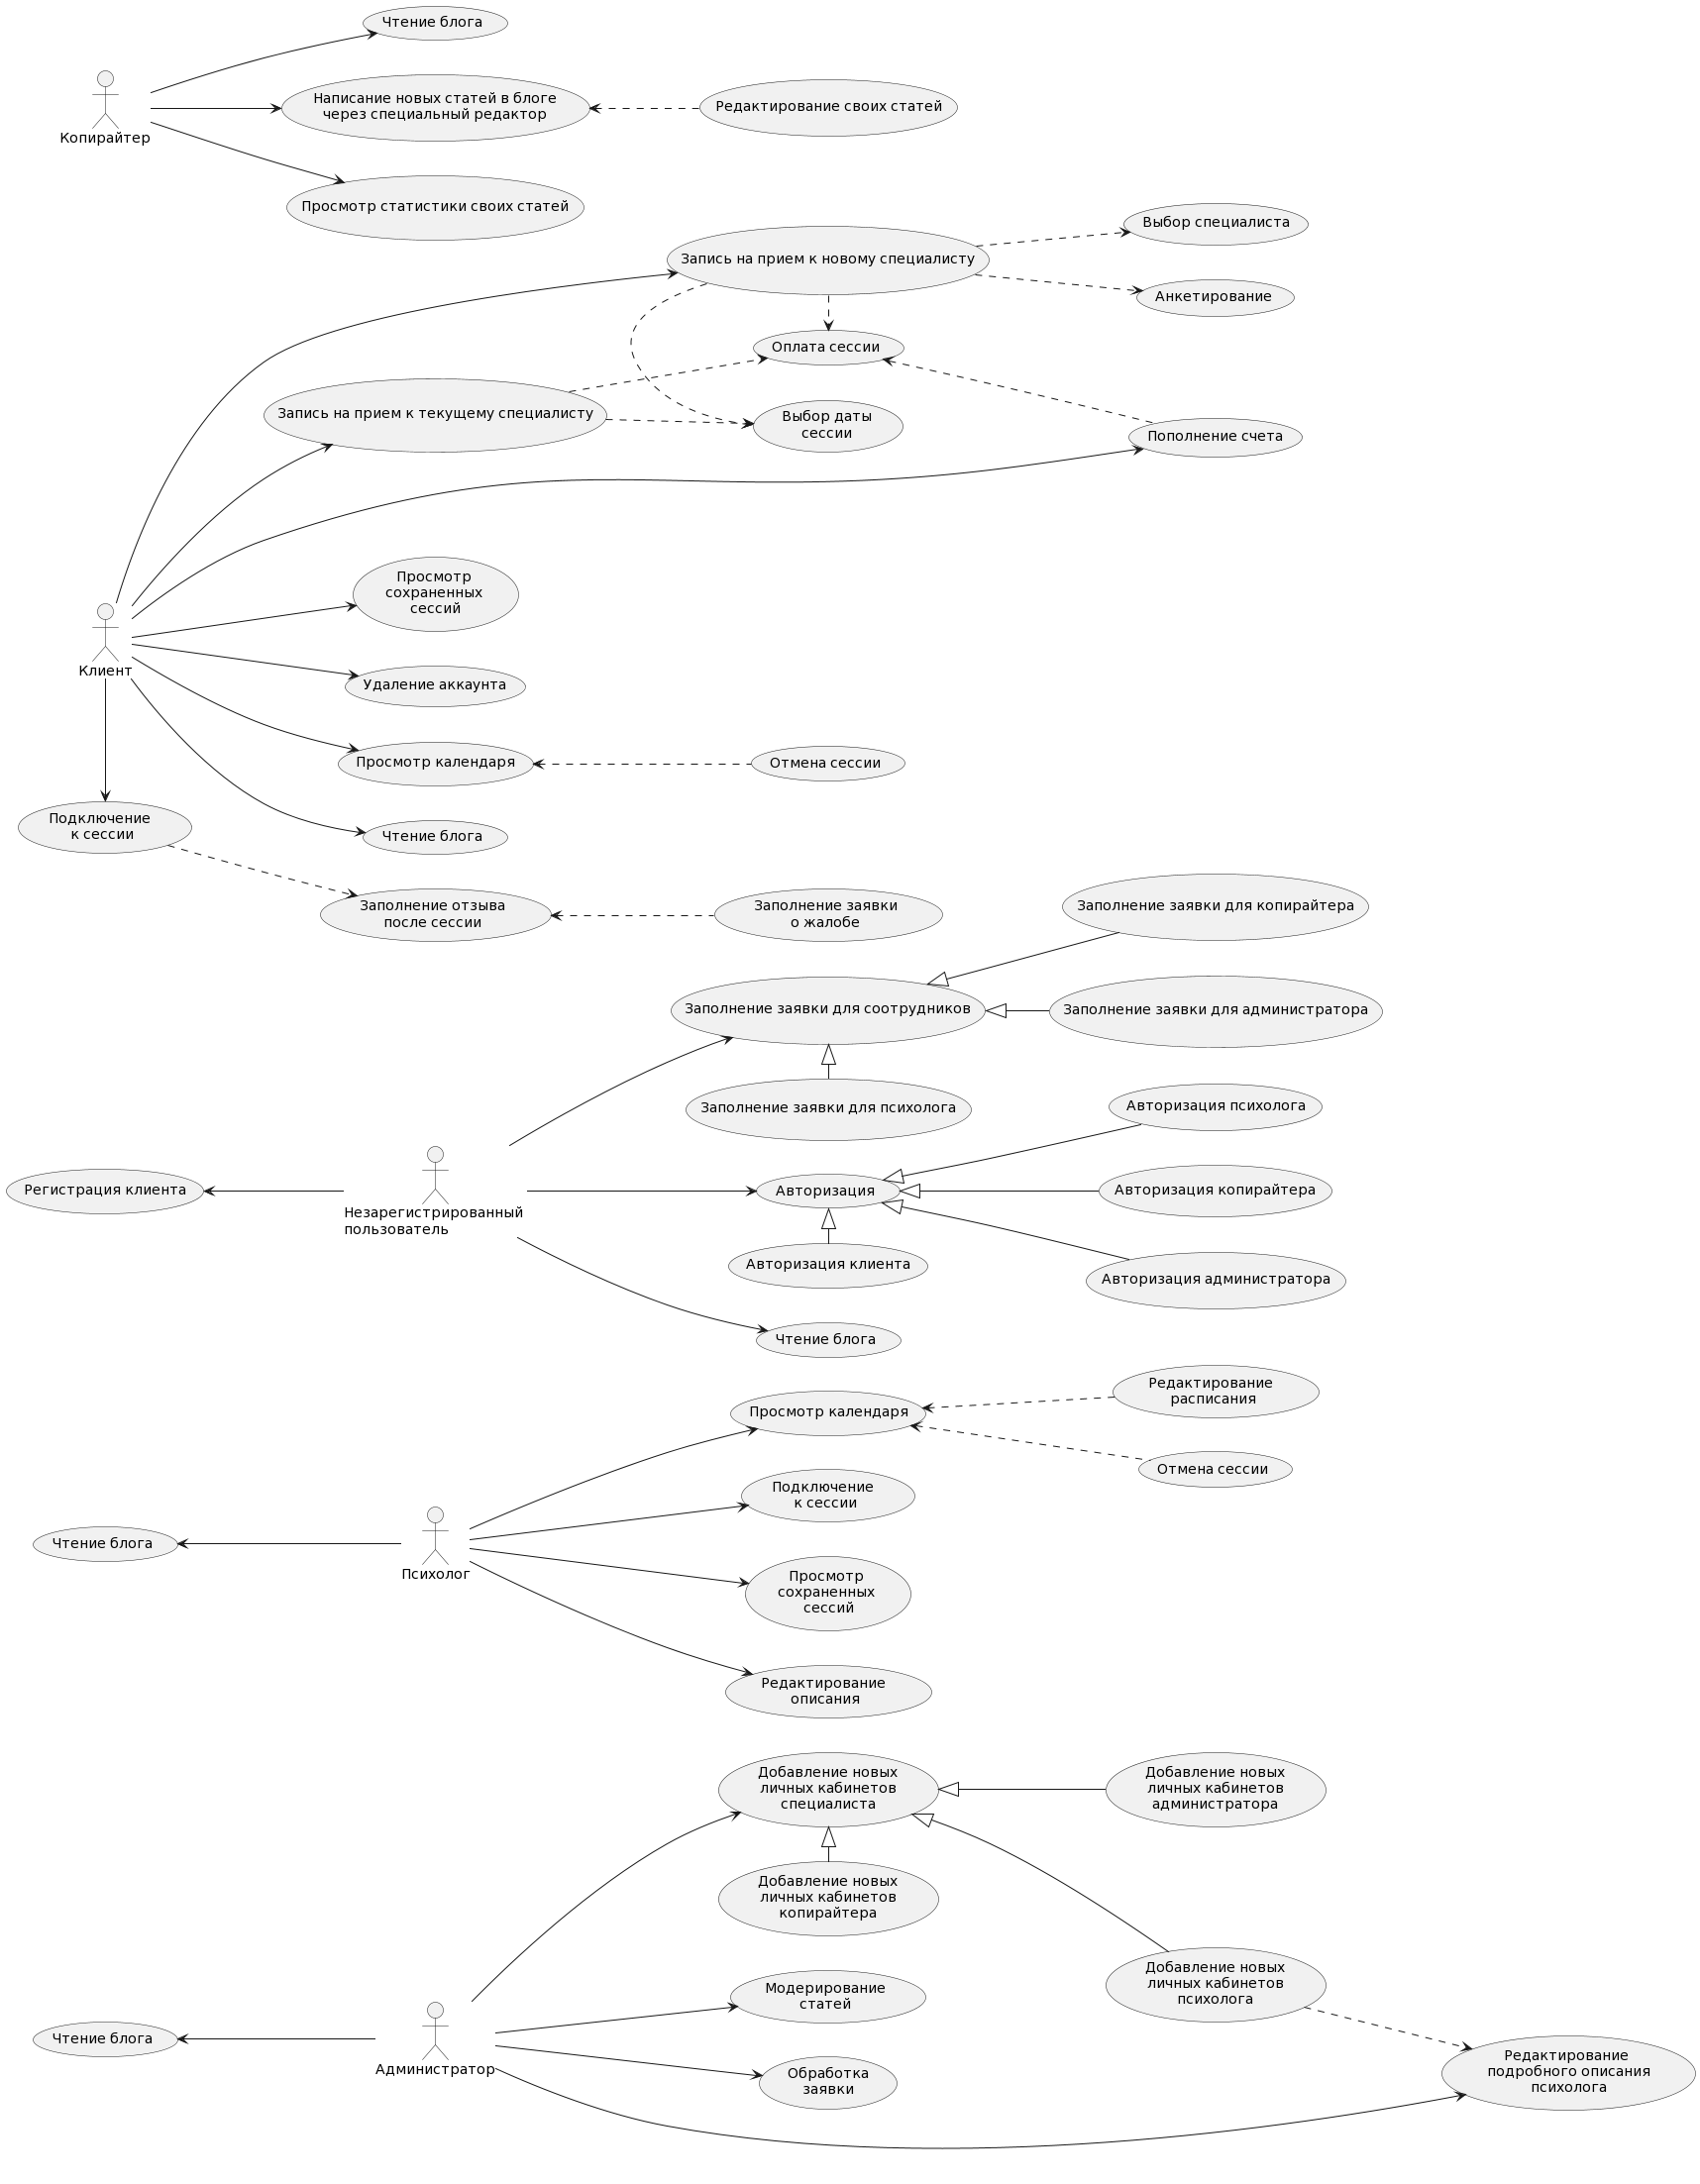 Чтение блога
Копирайтер
Написание новых статей в блоге
через специальный редактор
Редактирование своих статей
Просмотр статистики своих статей
Выбор специалиста
Запись на прием к новому специалисту
Анкетирование
Оплата сессии
Запись на прием к текущему специалисту
Выбор даты
сессии
Пополнение счета
Просмотр
сохраненных
сессий
Клиент
Удаление аккаунта
Просмотр календаря
Отмена сессии
Подключение
к сессии
Чтение блога
Заполнение отзыва
после сессии
Заполнение заявки
о жалобе
Заполнение заявки для копирайтера
Заполнение заявки для соотрудников
Заполнение заявки для администратора
Заполнение заявки для психолога
Авторизация психолога
Регистрация клиента
Незарегистрированный
пользователь
Авторизация
Авторизация копирайтера
Авторизация клиента
Авторизация администратора
Чтение блога
Редактирование
расписания
Просмотр календаря
Отмена сессии
Подключение
к сессии
Чтение блога
Психолог
Просмотр
сохраненных
сессий
Редактирование
описания
Добавление новых
личных кабинетов
специалиста
Добавление новых
личных кабинетов
администратора
Добавление новых
личных кабинетов
копирайтера
Добавление новых
личных кабинетов
психолога
Модерирование
статей
Чтение блога
Администратор
Обработка
заявки
Редактирование
подробного описания
психолога